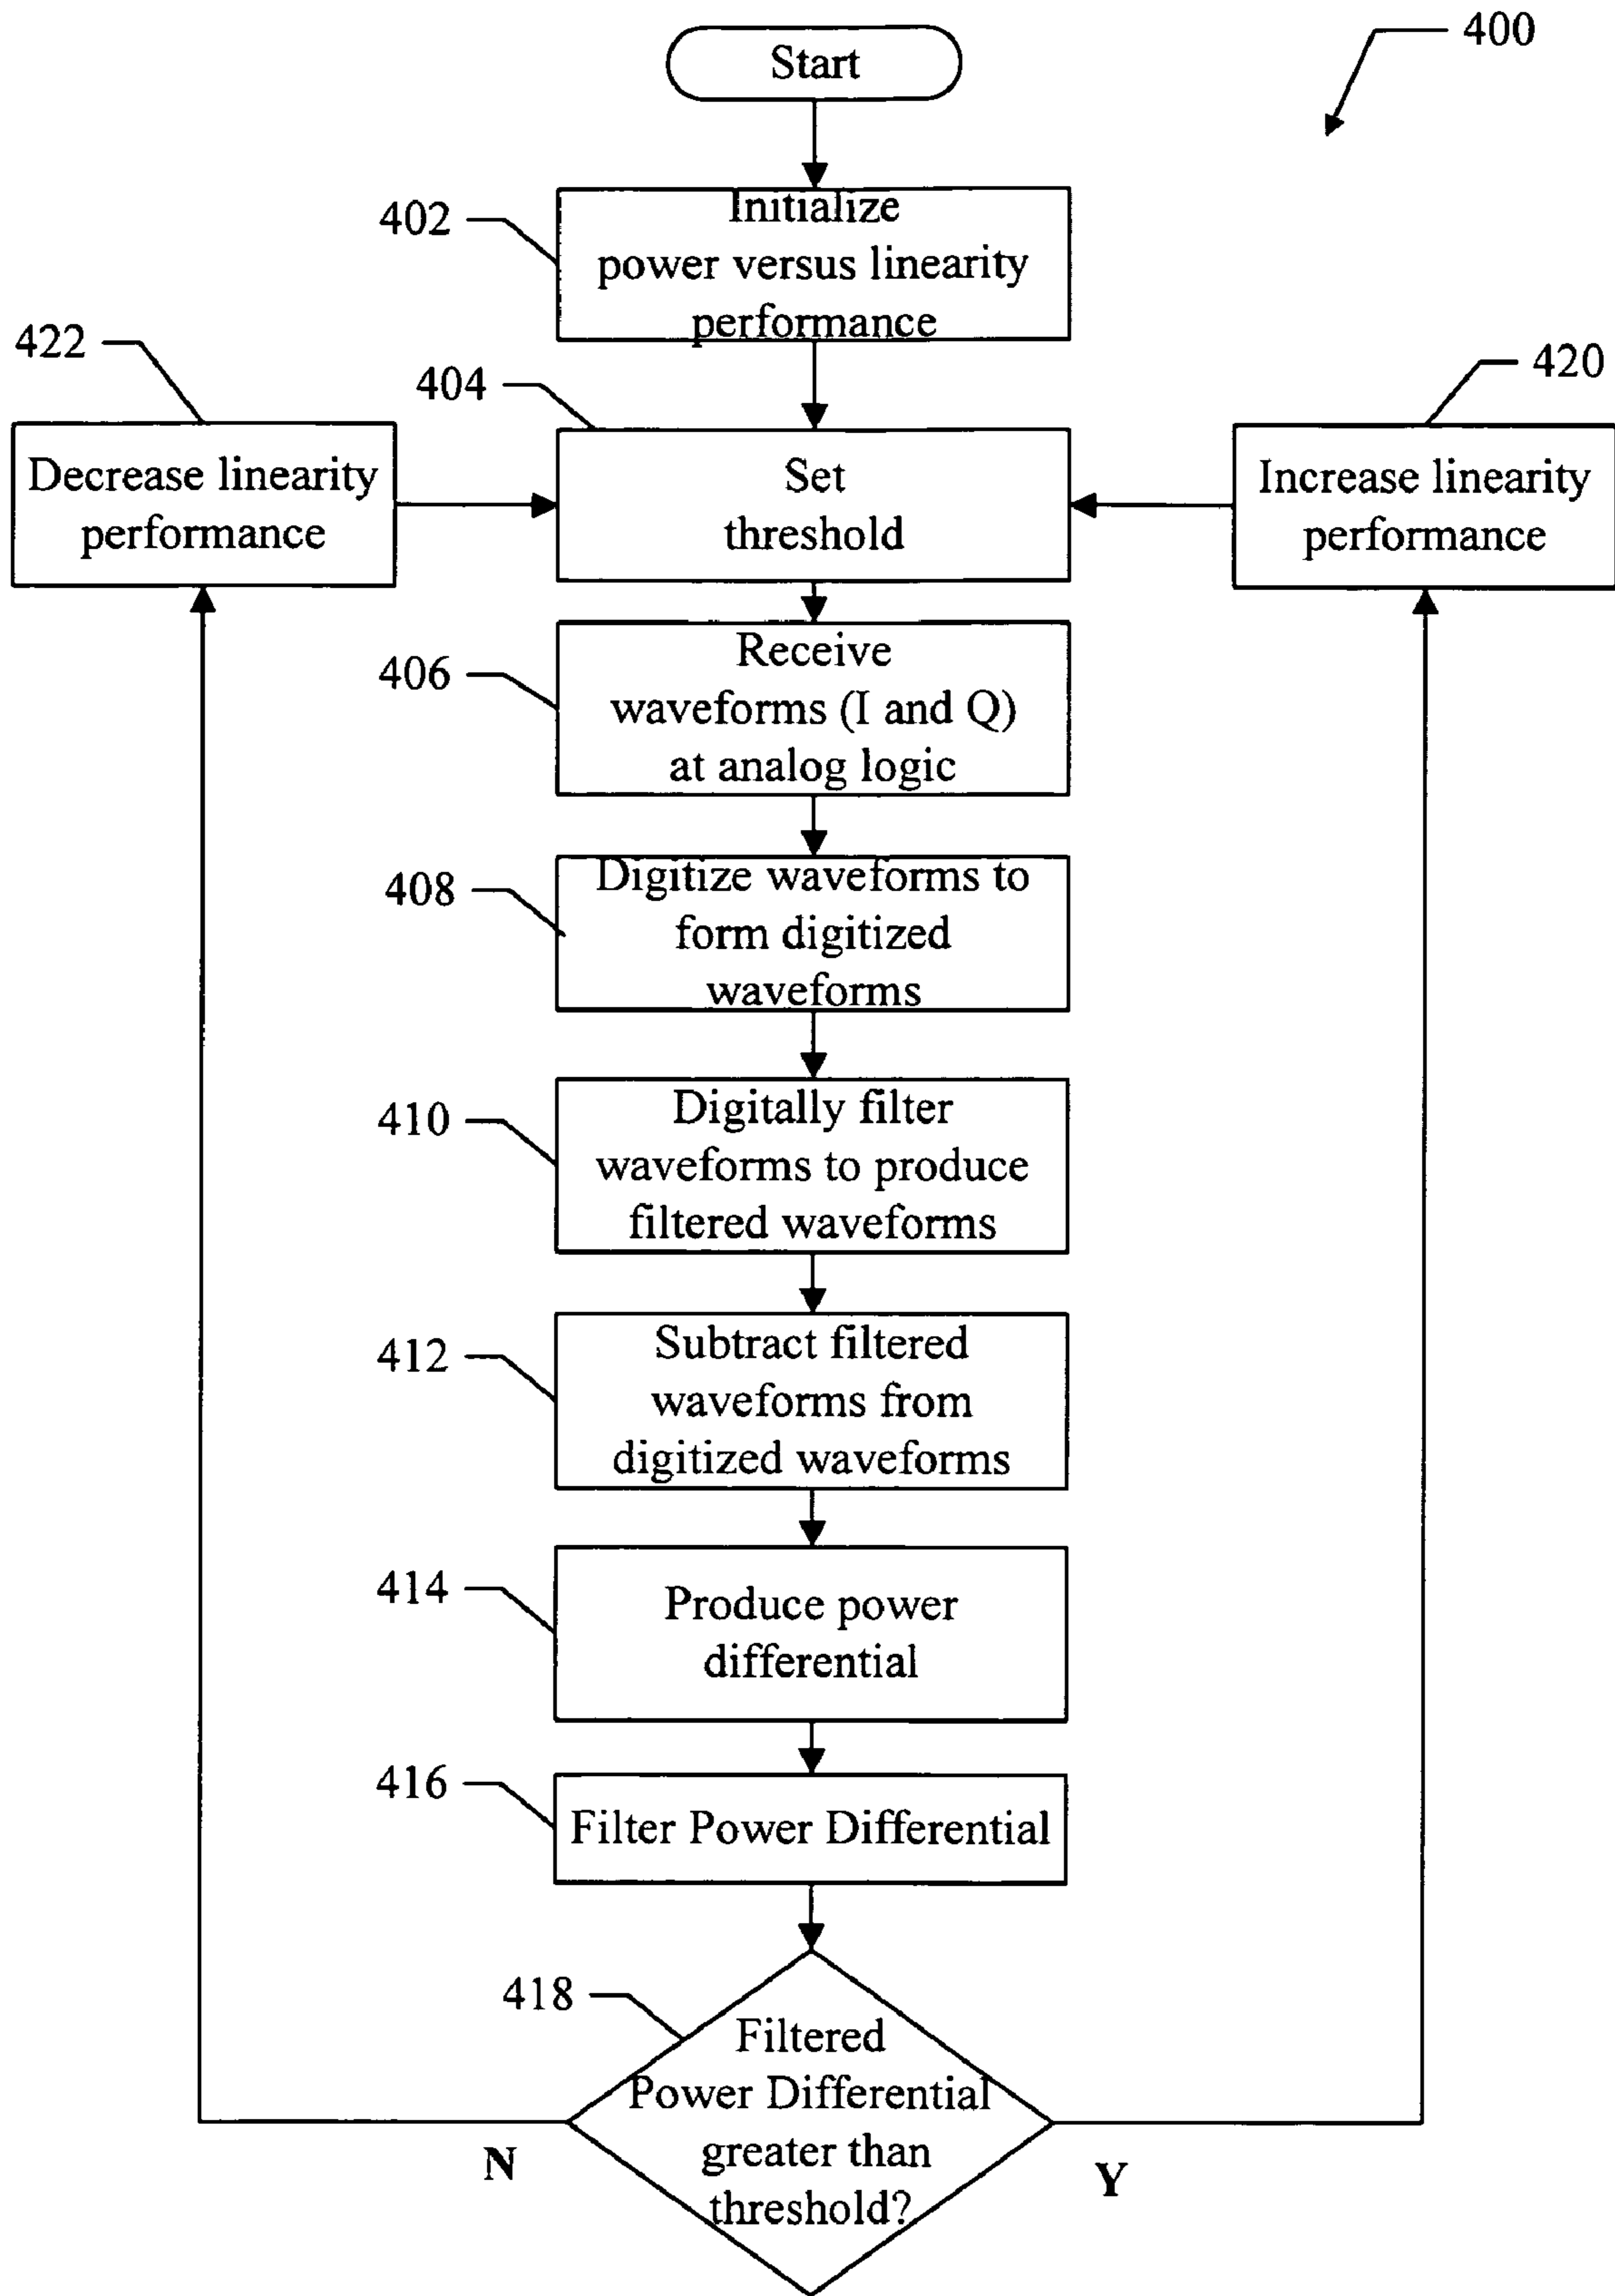 400
Start
402
Initialize
power versus linearity
performance
422
404
420
Decrease linearity
performance
Set
threshold
Increase linearity
performance
406
Receive
waveforms (I and Q)
at analog logic
408
Digitize waveforms to
form digitized
waveforms
410
Digitally filter
waveforms to produce
filtered waveforms
412
Subtract filtered
waveforms from
digitized waveforms
414
Produce power
differential
416
Filter Power Differential
418
Filtered
Power Differential
greater than
threshold?
N
Y